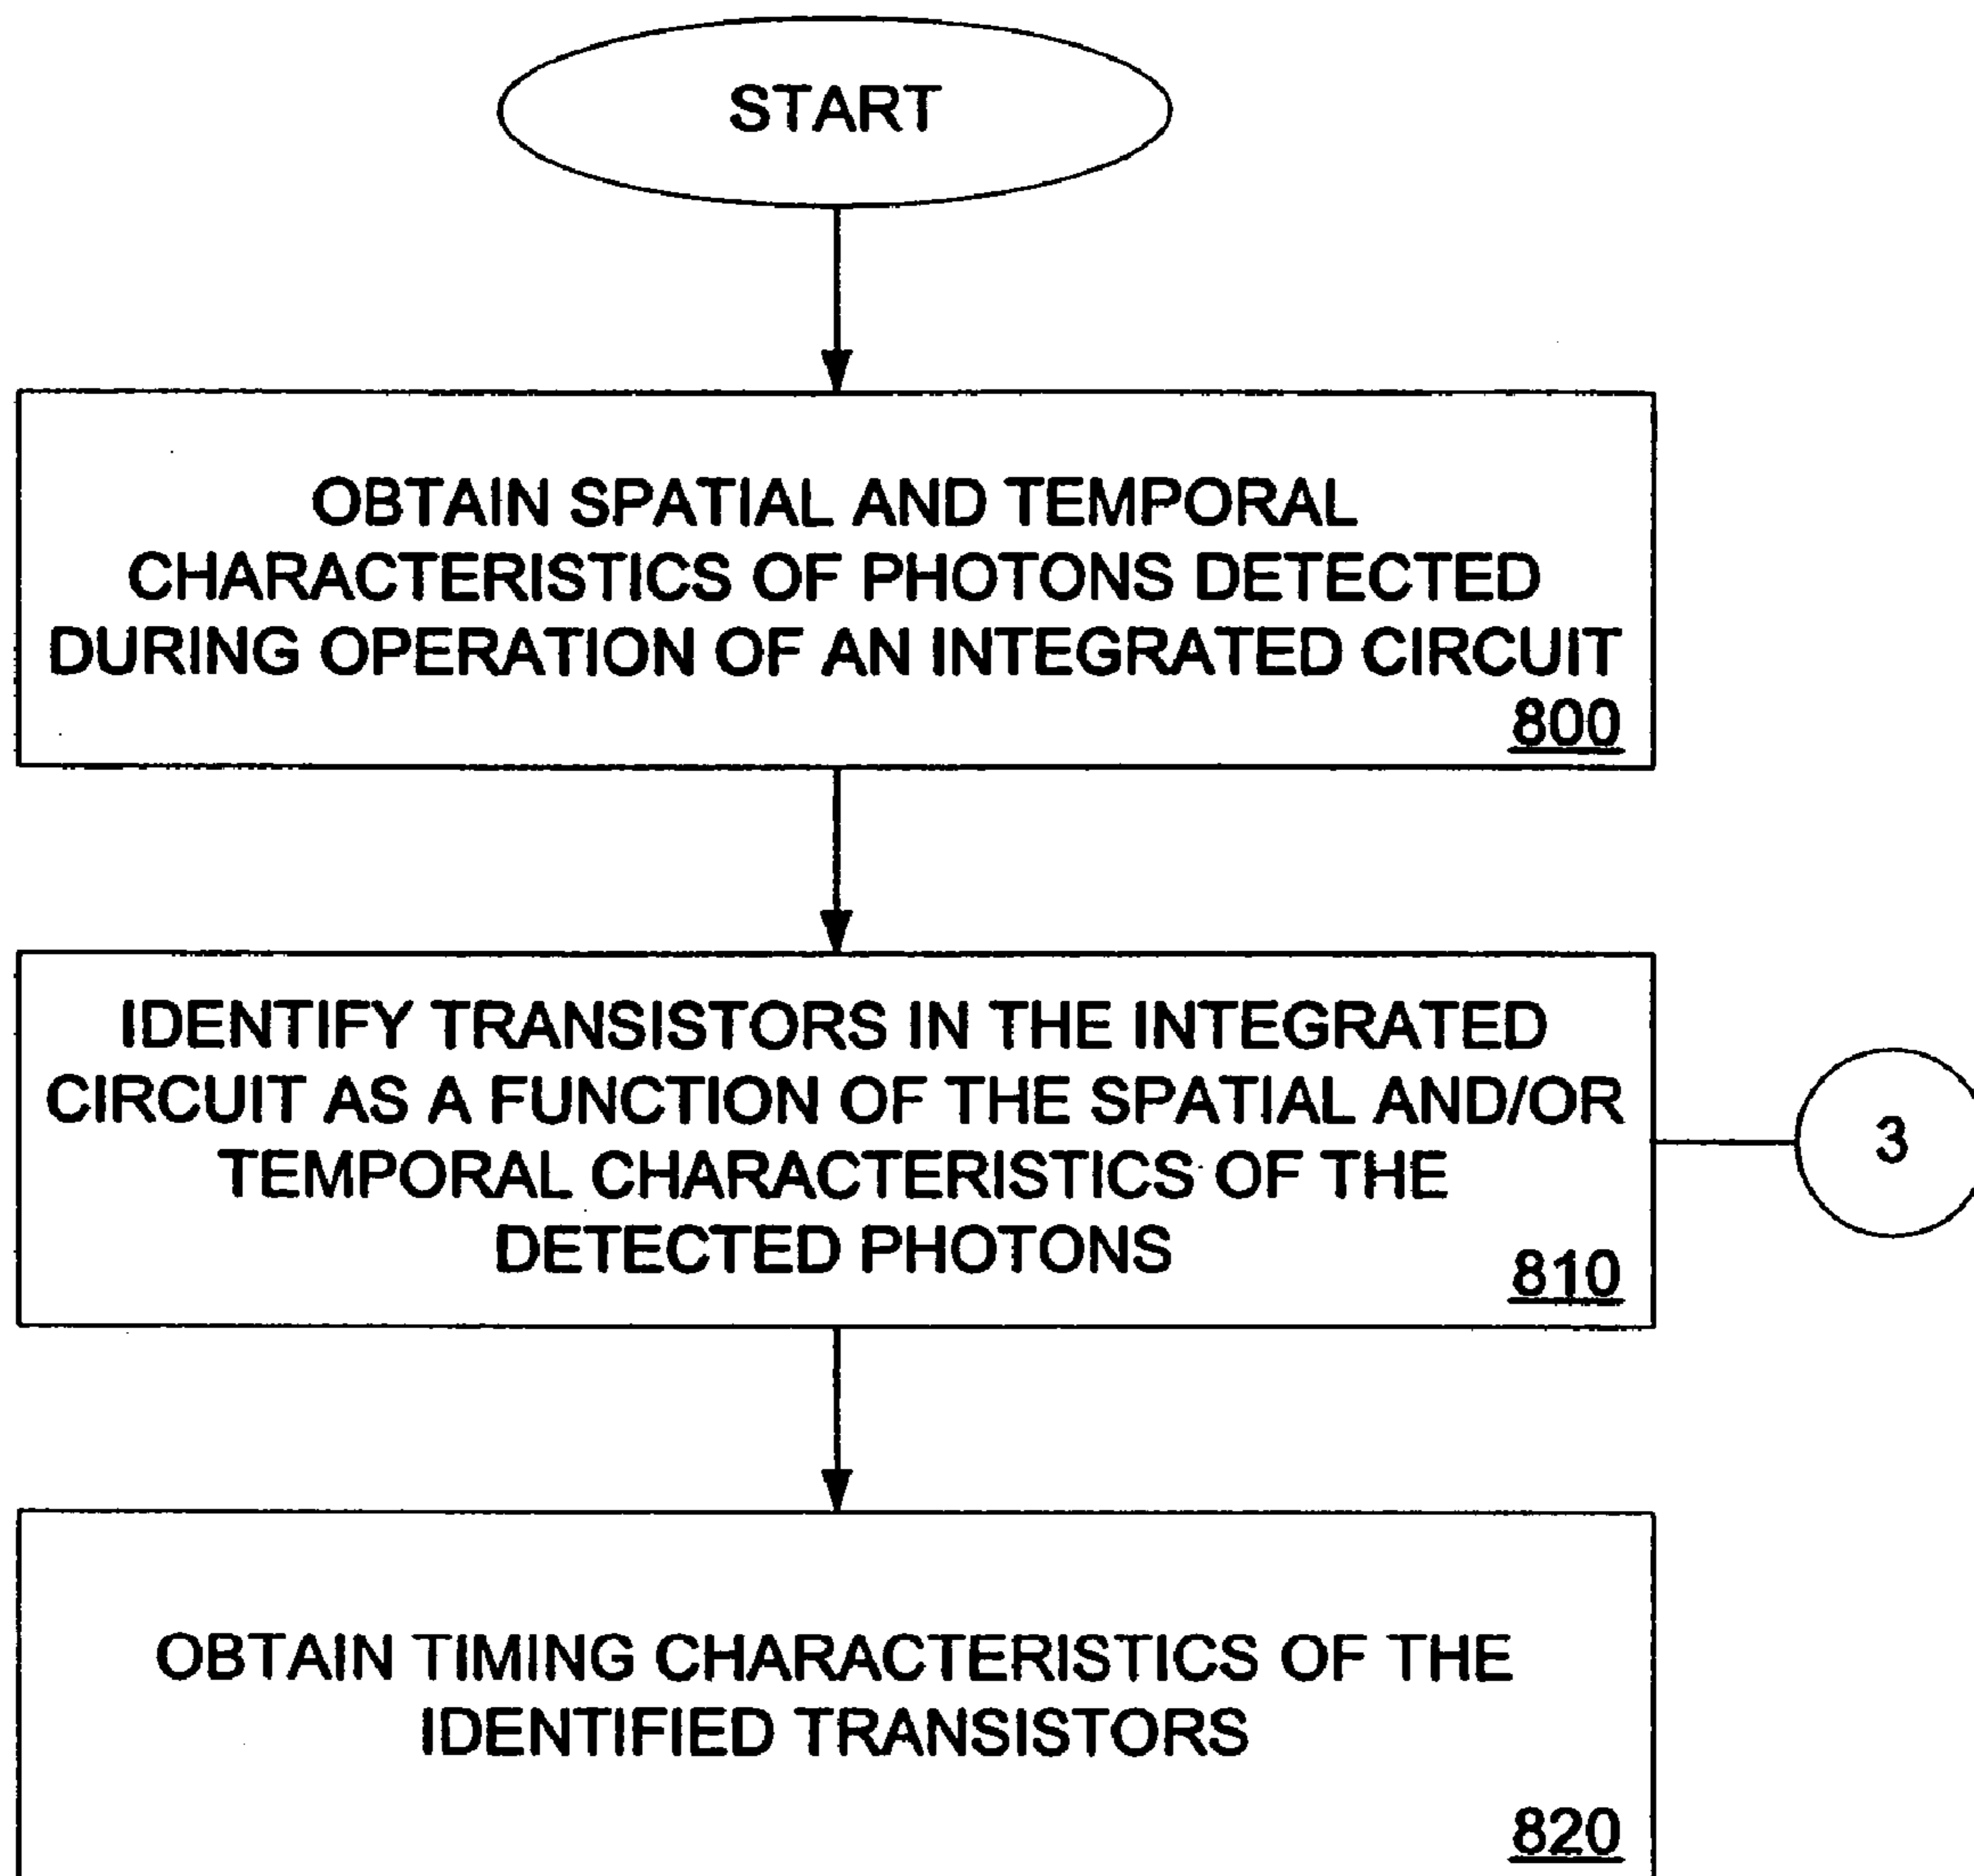 START
OBTAIN SPATIAL AND TEMPORAL
CHARACTERISTICS OF PHOTONS DETECTED
DURING OPERATION OF AN INTEGRATED CIRCUIT
800
IDENTIFY TRANSISTORS IN THE INTEGRATED
CIRCUIT AS A FUNCTION OF THE SPATIAL AND/OR
TEMPORAL CHARACTERISTICS OF THE
DETECTED PHOTONS
810
3
OBTAIN TIMING CHARACTERISTICS OF THE
IDENTIFIED TRANSISTORS
820